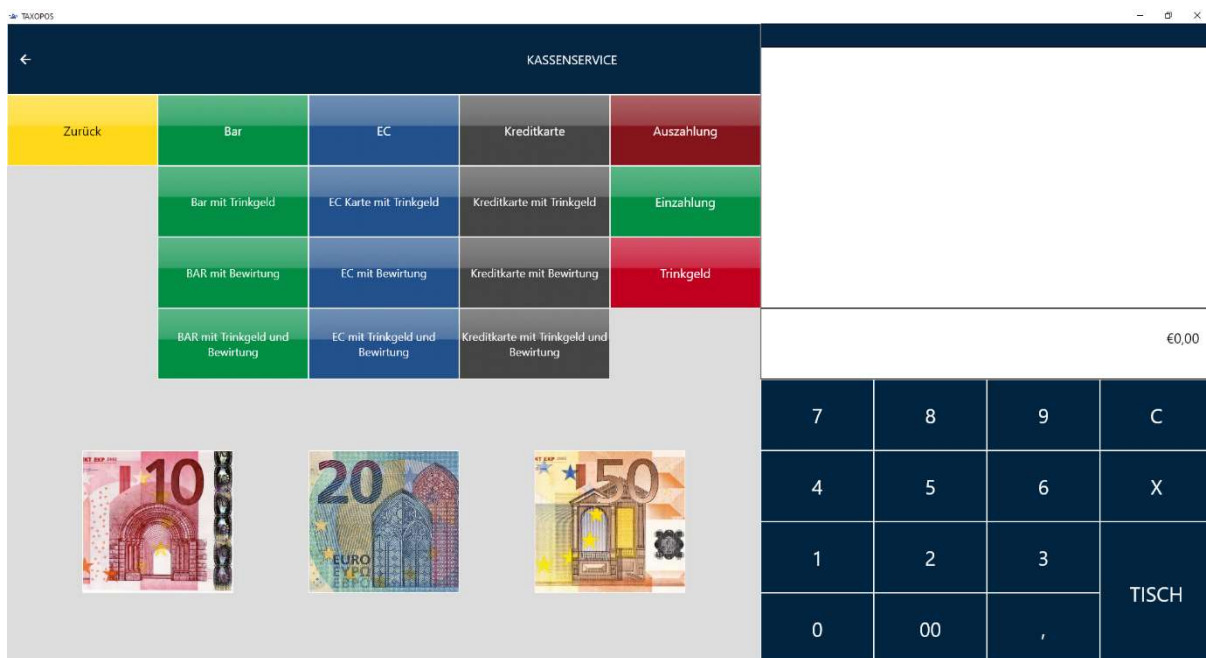 TAXOPOS
KASSENSERVICE
Zurück
Bar
EC
Kreditkarte
Auszahlung
Bar mit Trinkgeld
EC Karte mit Trinkgeld
Kreditkarte mit Trinkgeld
Einzahlung
BAR mit Bewirtung
EC mit Bewirtung
Kreditkarte mit Bewirtung
Trinkgeld
BAR mit Trinkgeld und
Bewirtung
EC mit Trinkgeld und
Bewirtung
Kreditkarte mit Trinkgeld und
Bewirtung
10
20
EURO
50
€0,00
7
8
9
C
4
5
6
X
1
2
3
TISCH
0
00
,